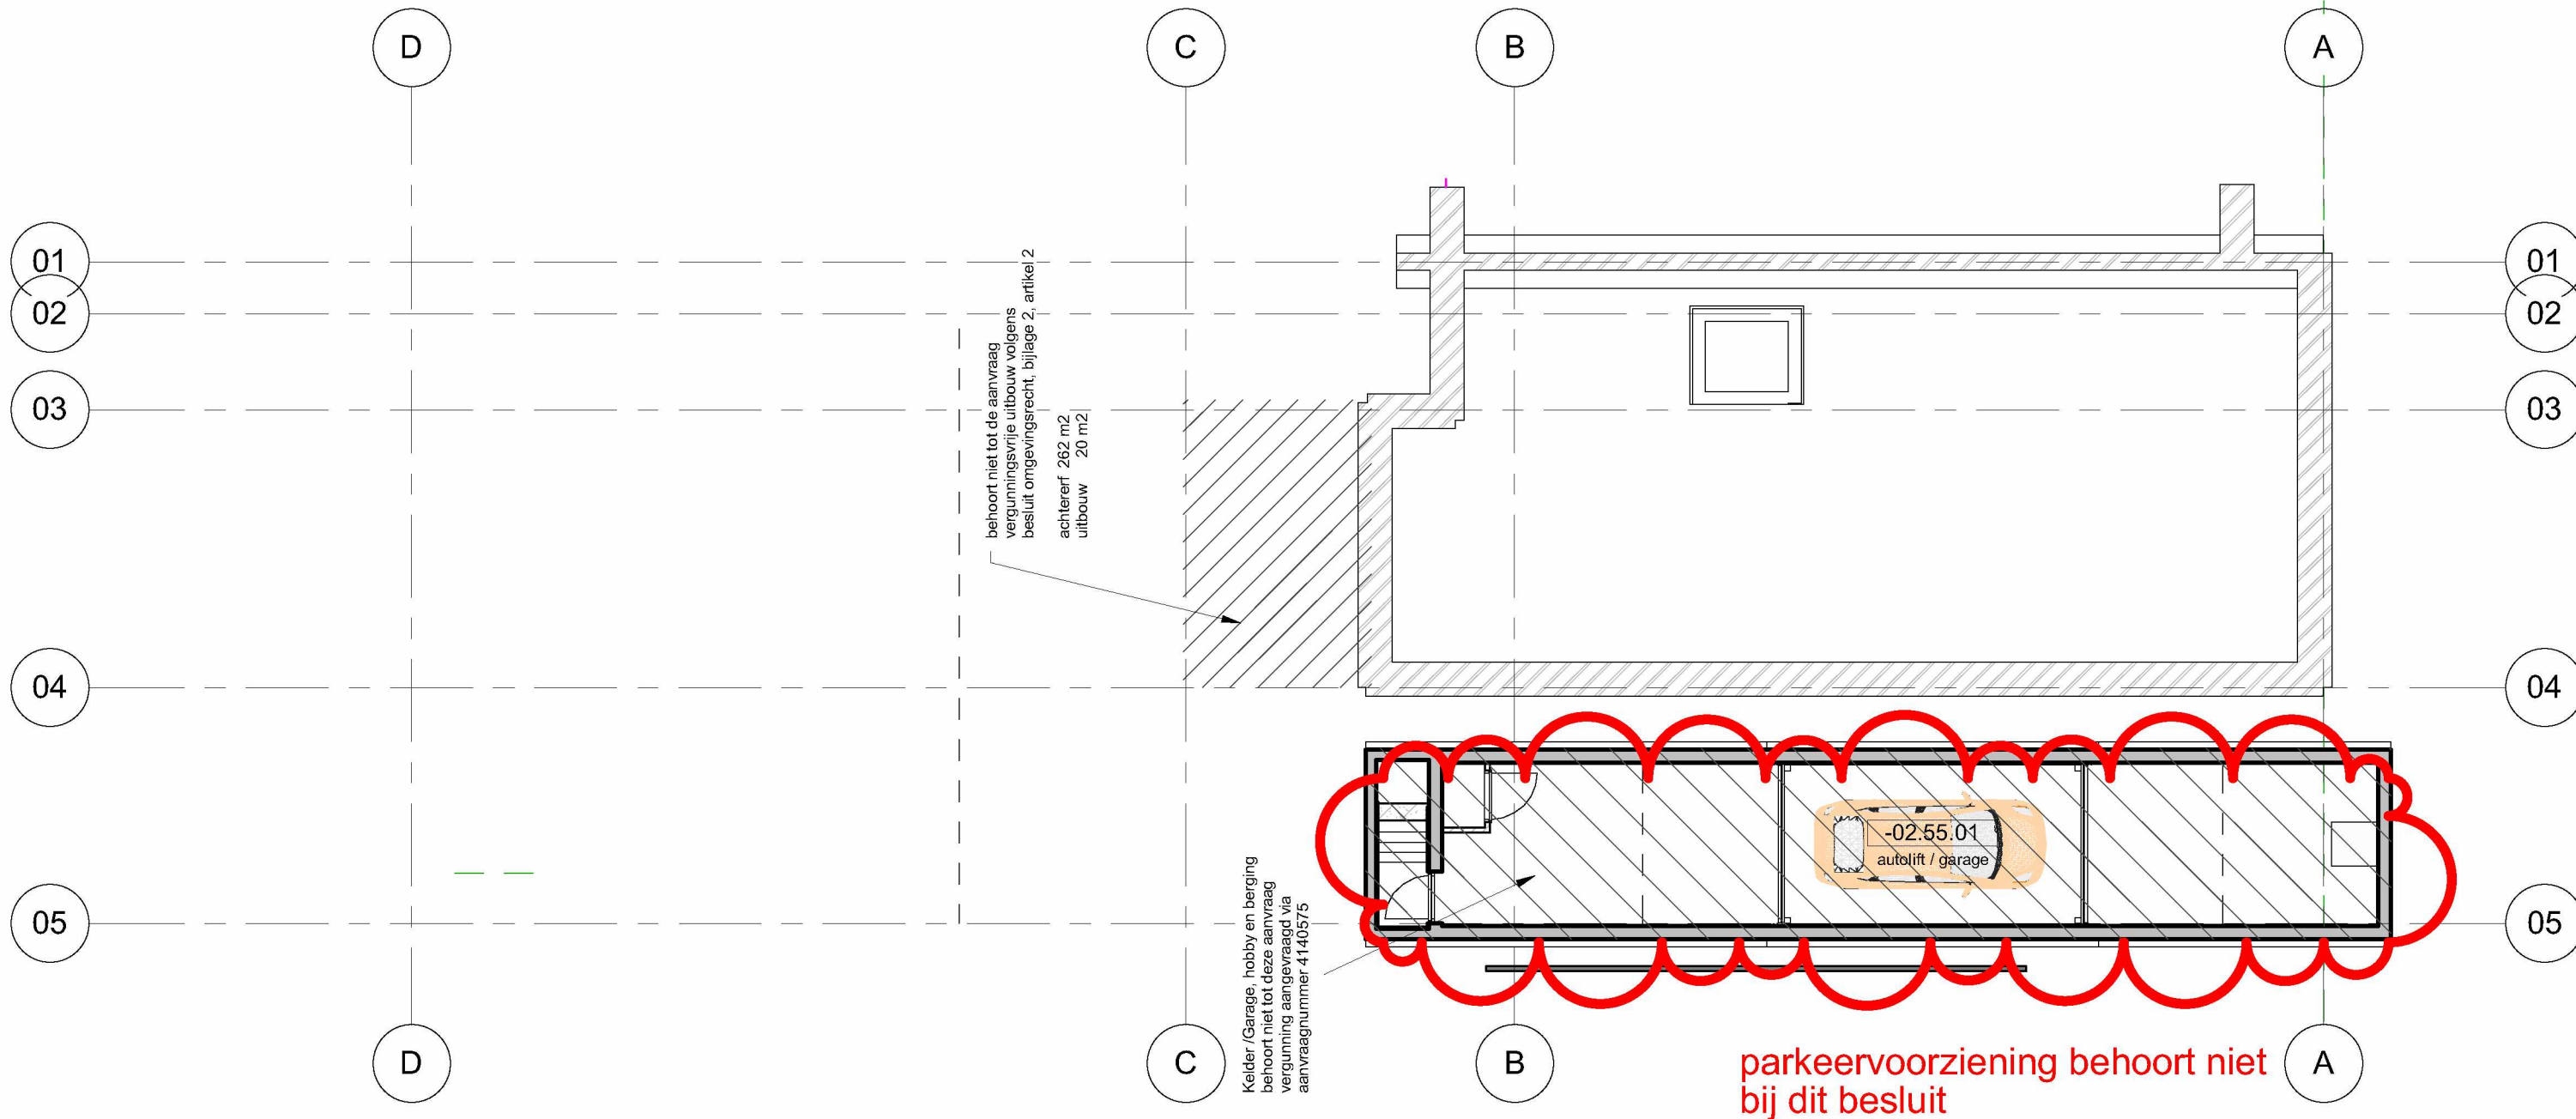 D
C
B
A
01
02
03
04
05
01
02
03
04
05
behoort niet tot de aanvraag
vergunningsvrije uitbouw volgens
besluit omgevingsrecht, bijlage 2, artikel 2
achtererf 262 m2
uitbouw 20 m2
-02.55.01
autolift / garage
Kelder /Garage, hobby en berging
behoort niet tot deze aanvraag
vergunning aangevraagd via
aanvraagnummer 4140575
D
C
B
A
parkeervoorziening behoort niet
bij dit besluit